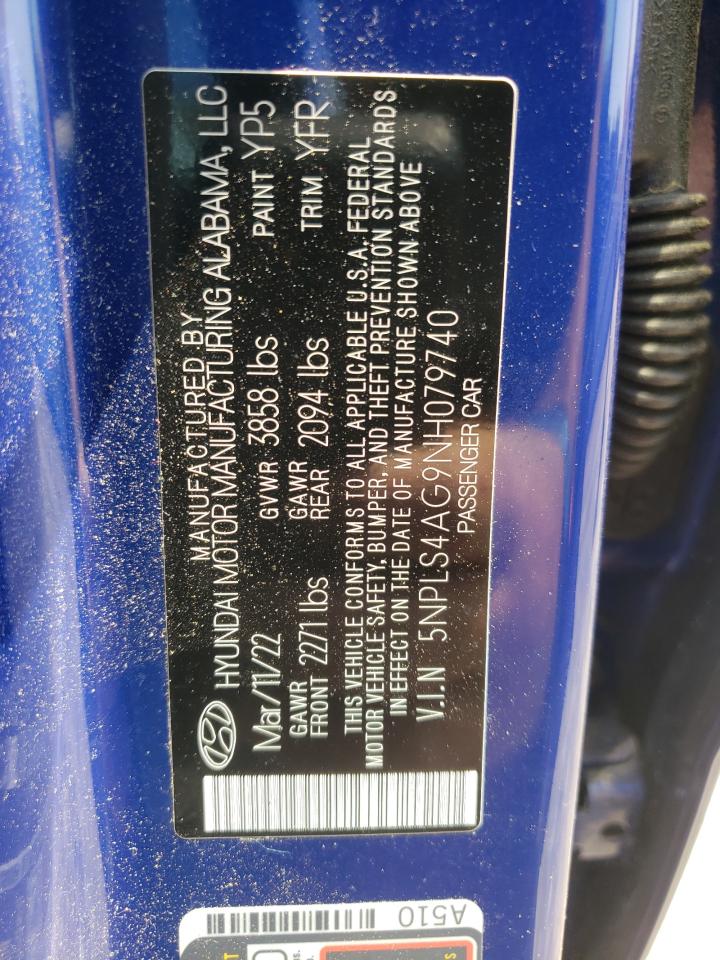 MANUFACTURED BY
HYUNDAI MOTOR MANUFACTURING ALABAMA, LLC
Mar/11/22 GVWR 3858 lbs PAINT YP5
GAWR FRONT 2271 lbs GAWR REAR 2094 lbs TRIM YFR
THIS VEHICLE CONFORMS TO ALL APPLICABLE U.S.A. FEDERAL
MOTOR VEHICLE SAFETY, BUMPER, AND THEFT PREVENTION STANDARDS
IN EFFECT ON THE DATE OF MANUFACTURE SHOWN ABOVE
V.I.N 5NPLS4AG9NH079740
PASSENGER CAR
A510